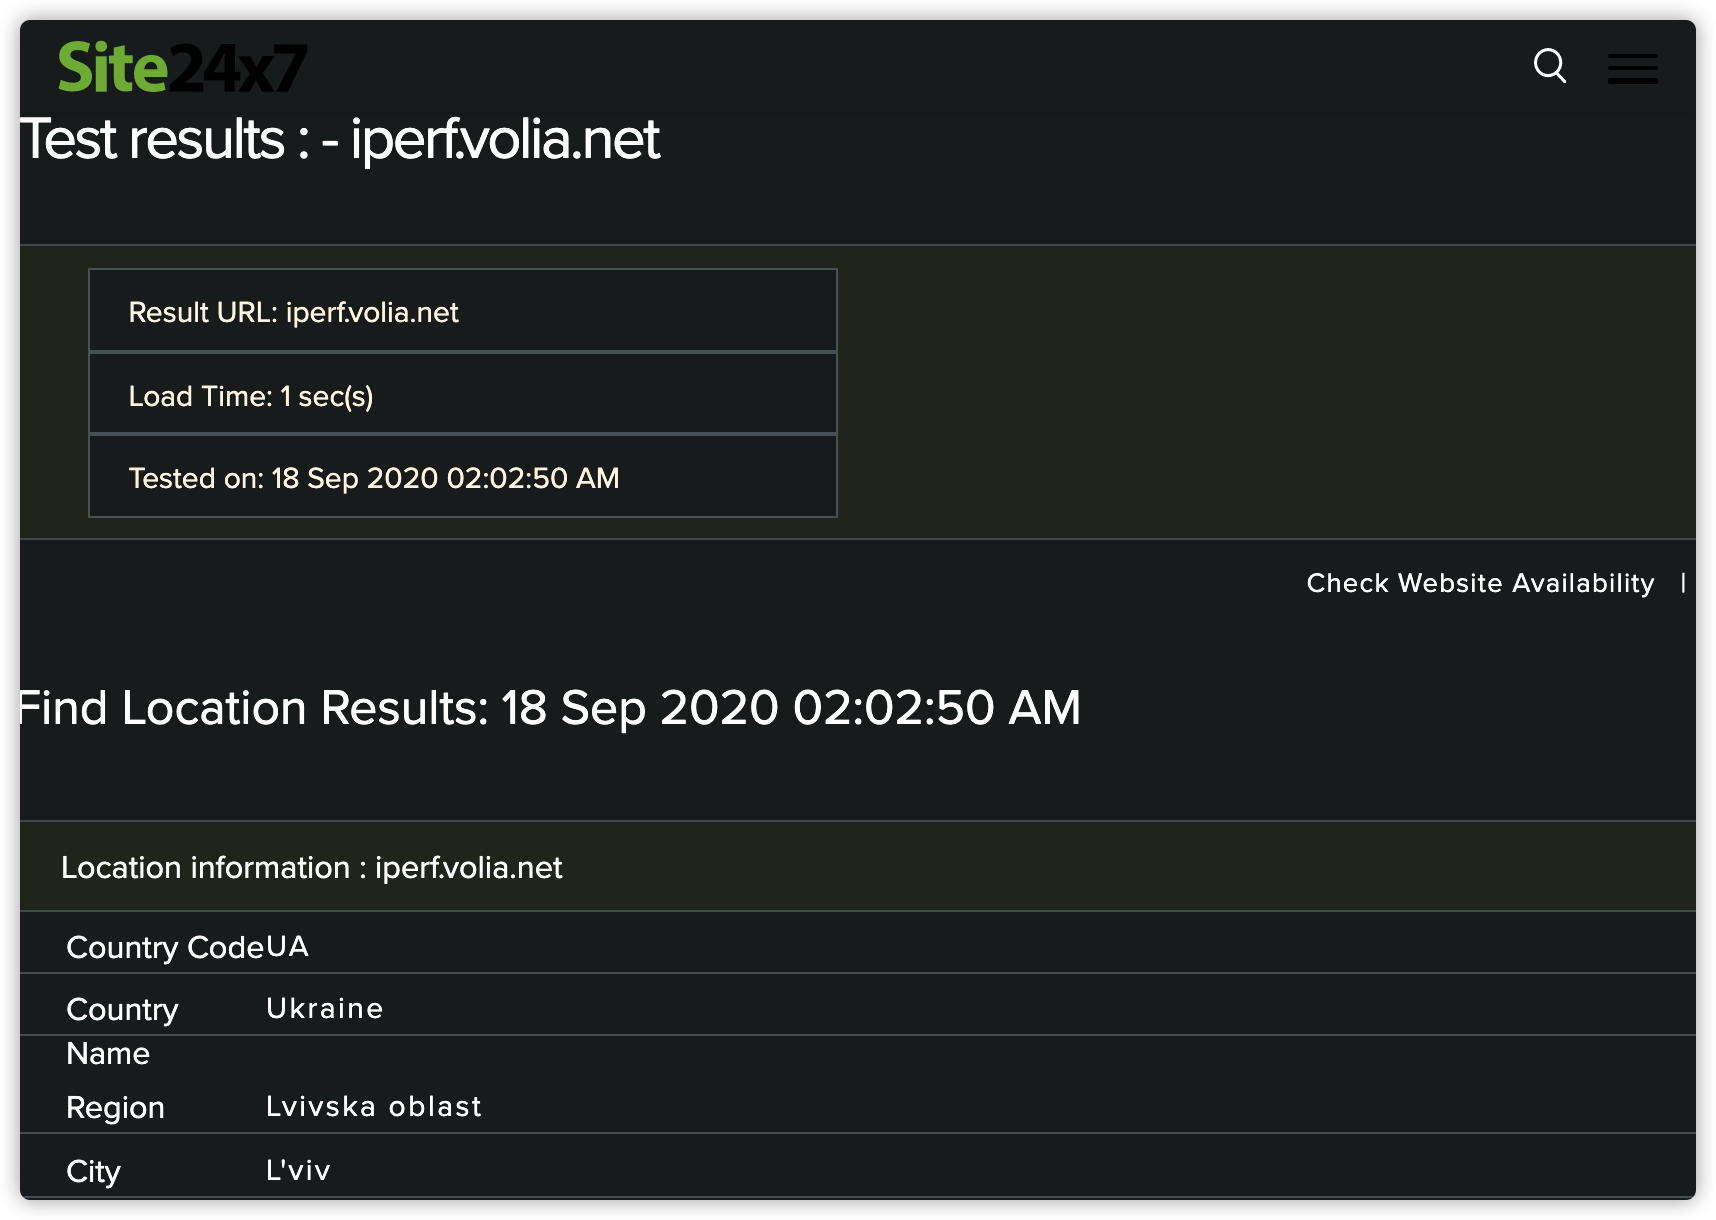 Site24x7
Test results : - iperf.volia.net
Result URL: iperf.volia.net
Load Time: 1 sec(s)
Tested on: 18 Sep 2020 02:02:50 AM
Check Website Availability |
Find Location Results: 18 Sep 2020 02:02:50 AM
Location information : iperf.volia.net
Country Code UA
Country Ukraine
Name
Region Lvivska oblast
City L'viv